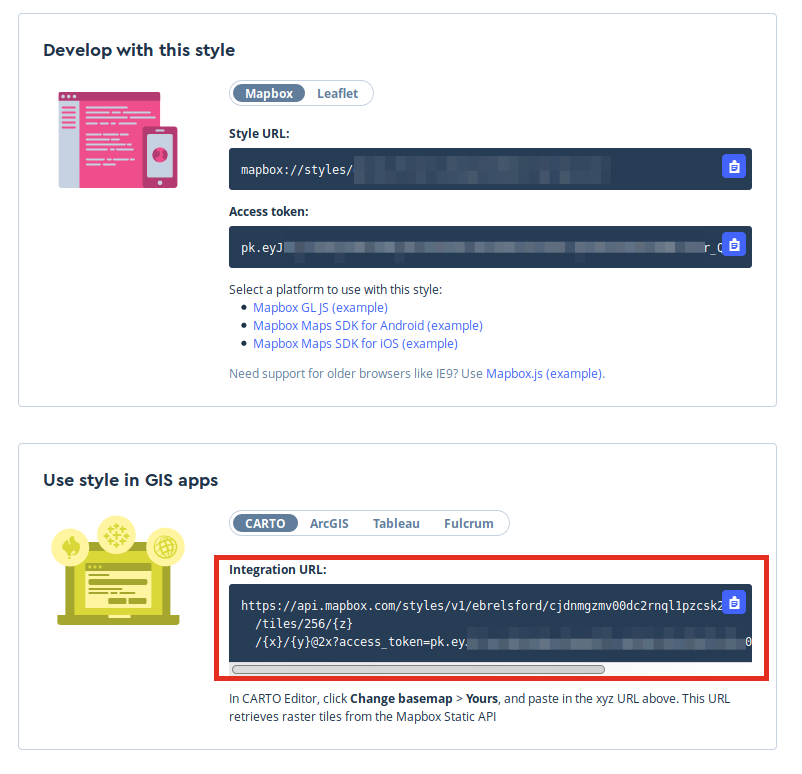 Develop with this style
Mapbox Leaflet
Style URL:
mapbox://styles/
Access token:
pk.eyJ r_Q
Select a platform to use with this style:
Mapbox GL JS (example)
Mapbox Maps SDK for Android (example)
Mapbox Maps SDK for iOS (example)
Need support for older browsers like IE9? Use Mapbox.js (example).
Use style in GIS apps
CARTO ArcGIS Tableau Fulcrum
Integration URL:
https://api.mapbox.com/styles/v1/ebrelsford/cjdnmgzmv00dc2rnql1pzcsk2
/tiles/256/{z}
/{x}/{y}@2x?access_token=pk.ey 0
In CARTO Editor, click Change basemap > Yours, and paste in the xyz URL above. This URL
retrieves raster tiles from the Mapbox Static API